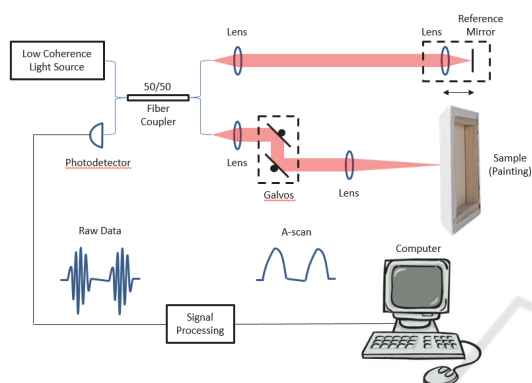 Low Coherence
Light Source
50/50
Fiber
Coupler
Photodetector
Lens
Lens
Reference
Mirror
Lens
Galvos
Lens
Sample
(Painting)
Raw Data
A-scan
Computer
Signal
Processing